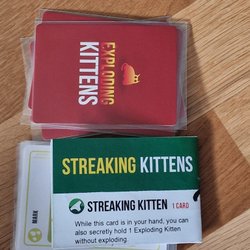 EXPLODING
KITTENS
STREAKING KITTENS
STREAKING KITTEN 1 CARD
While this card is in your hand, you can
also secretly hold 1 Exploding Kitten
without exploding.
MARK